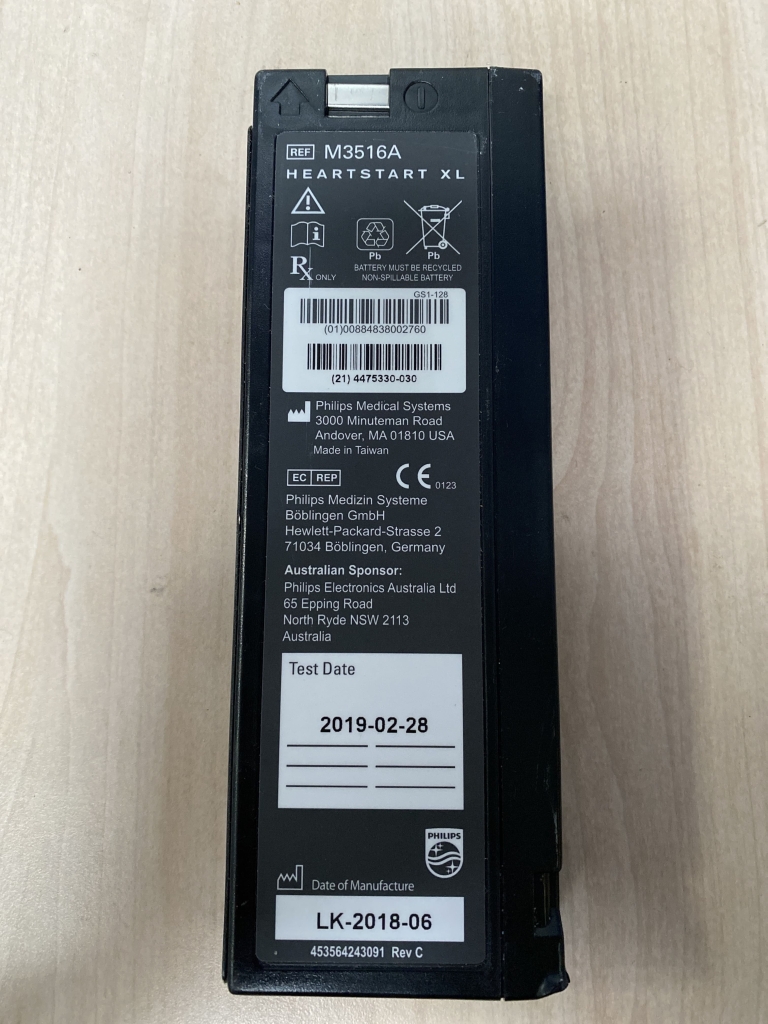 REF M3516A
HEARTSTART XL
Rx ONLY
Pb Pb
BATTERY MUST BE RECYCLED
NON-SPILLABLE BATTERY
GS1-128
(01)00884838002760
(21) 4475330-030
Philips Medical Systems
3000 Minuteman Road
Andover, MA 01810 USA
Made in Taiwan
EC REP CE 0123
Philips Medizin Systeme
Böblingen GmbH
Hewlett-Packard-Strasse 2
71034 Böblingen, Germany
Australian Sponsor:
Philips Electronics Australia Ltd
65 Epping Road
North Ryde NSW 2113
Australia
Test Date
2019-02-28
PHILIPS
Date of Manufacture
LK-2018-06
453564243091 Rev C